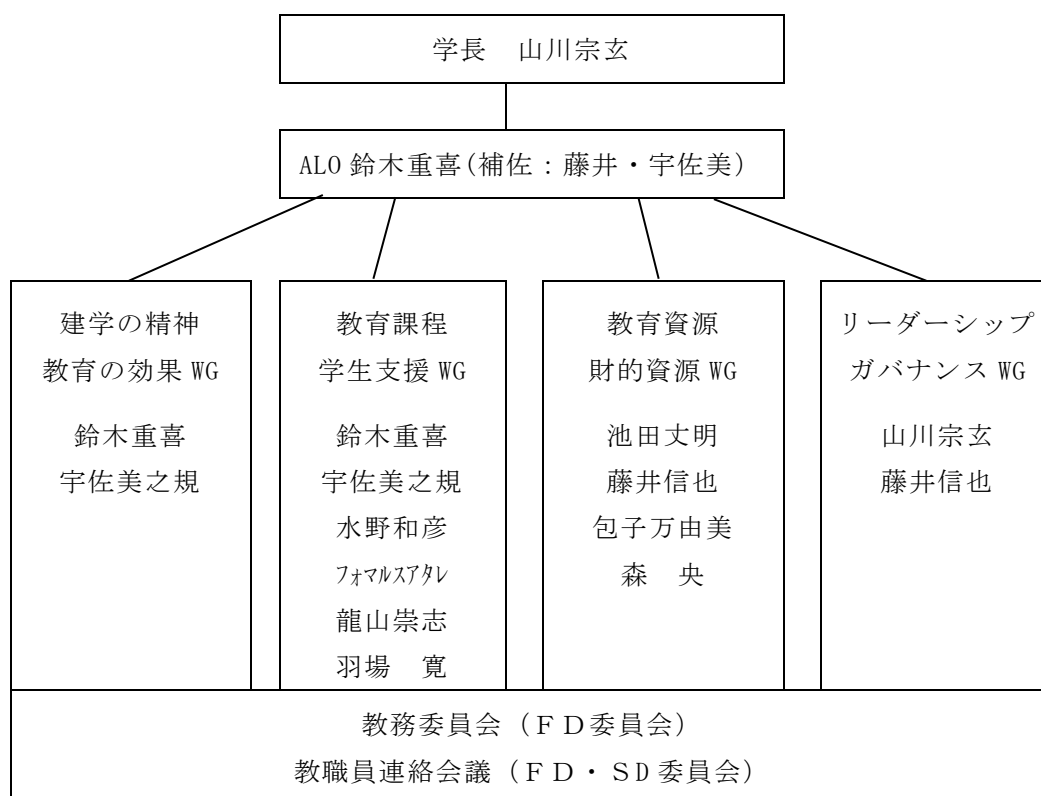 学長　山川宗玄
ALO 鈴木重喜(補佐：藤井・宇佐美)
建学の精神
教育の効果 WG
鈴木重喜
宇佐美之規
教育課程
学生支援 WG
鈴木重喜
宇佐美之規
水野和彦
フォマルスアタレ
龍山崇志
羽場　寛
教育資源
財的資源 WG
池田丈明
藤井信也
包子万由美
森　央
リーダーシップ
ガバナンス WG
山川宗玄
藤井信也
教務委員会（ＦＤ委員会）
教職員連絡会議（ＦＤ・SD 委員会）